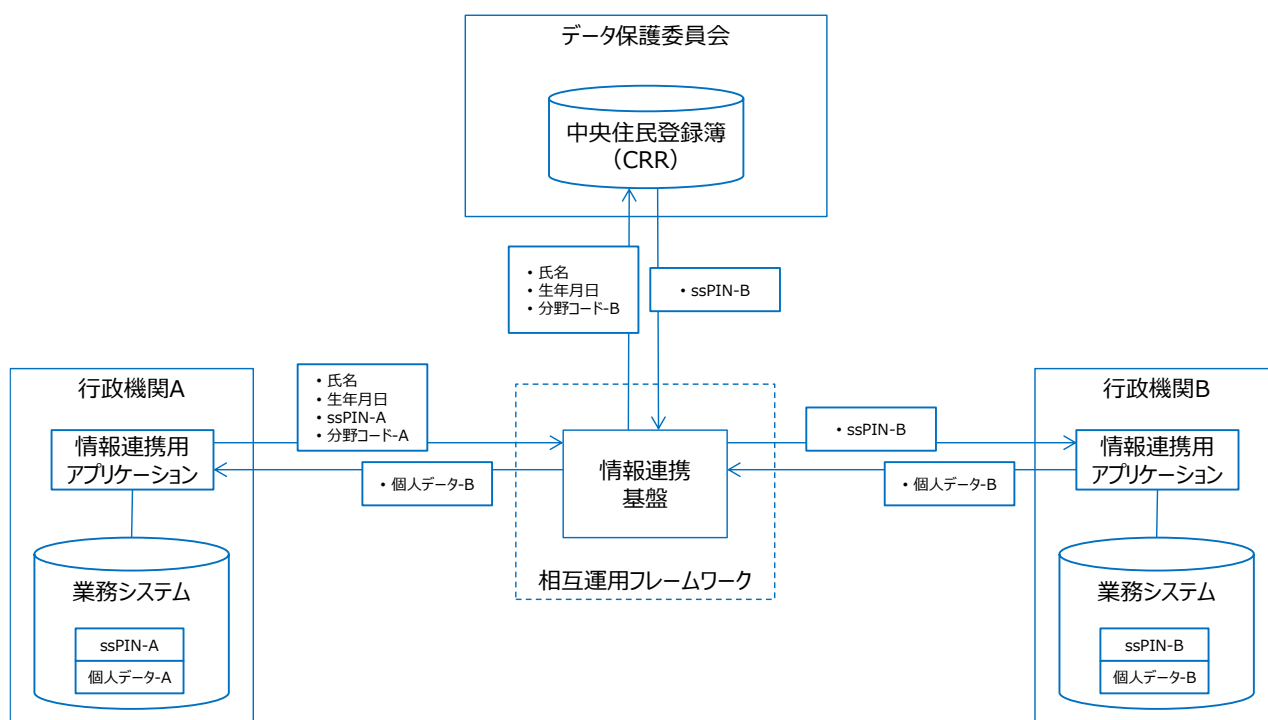 データ保護委員会
中央住民登録簿
（CRR）
・氏名
・生年月日
・分野コード-B
・ssPIN-B
行政機関A
・氏名
・生年月日
・ssPIN-A
・分野コード-A
情報連携用
アプリケーション
・個人データ-B
業務システム
ssPIN-A
個人データ-A
情報連携
基盤
相互運用フレームワーク
・ssPIN-B
・個人データ-B
行政機関B
情報連携用
アプリケーション
業務システム
ssPIN-B
個人データ-B